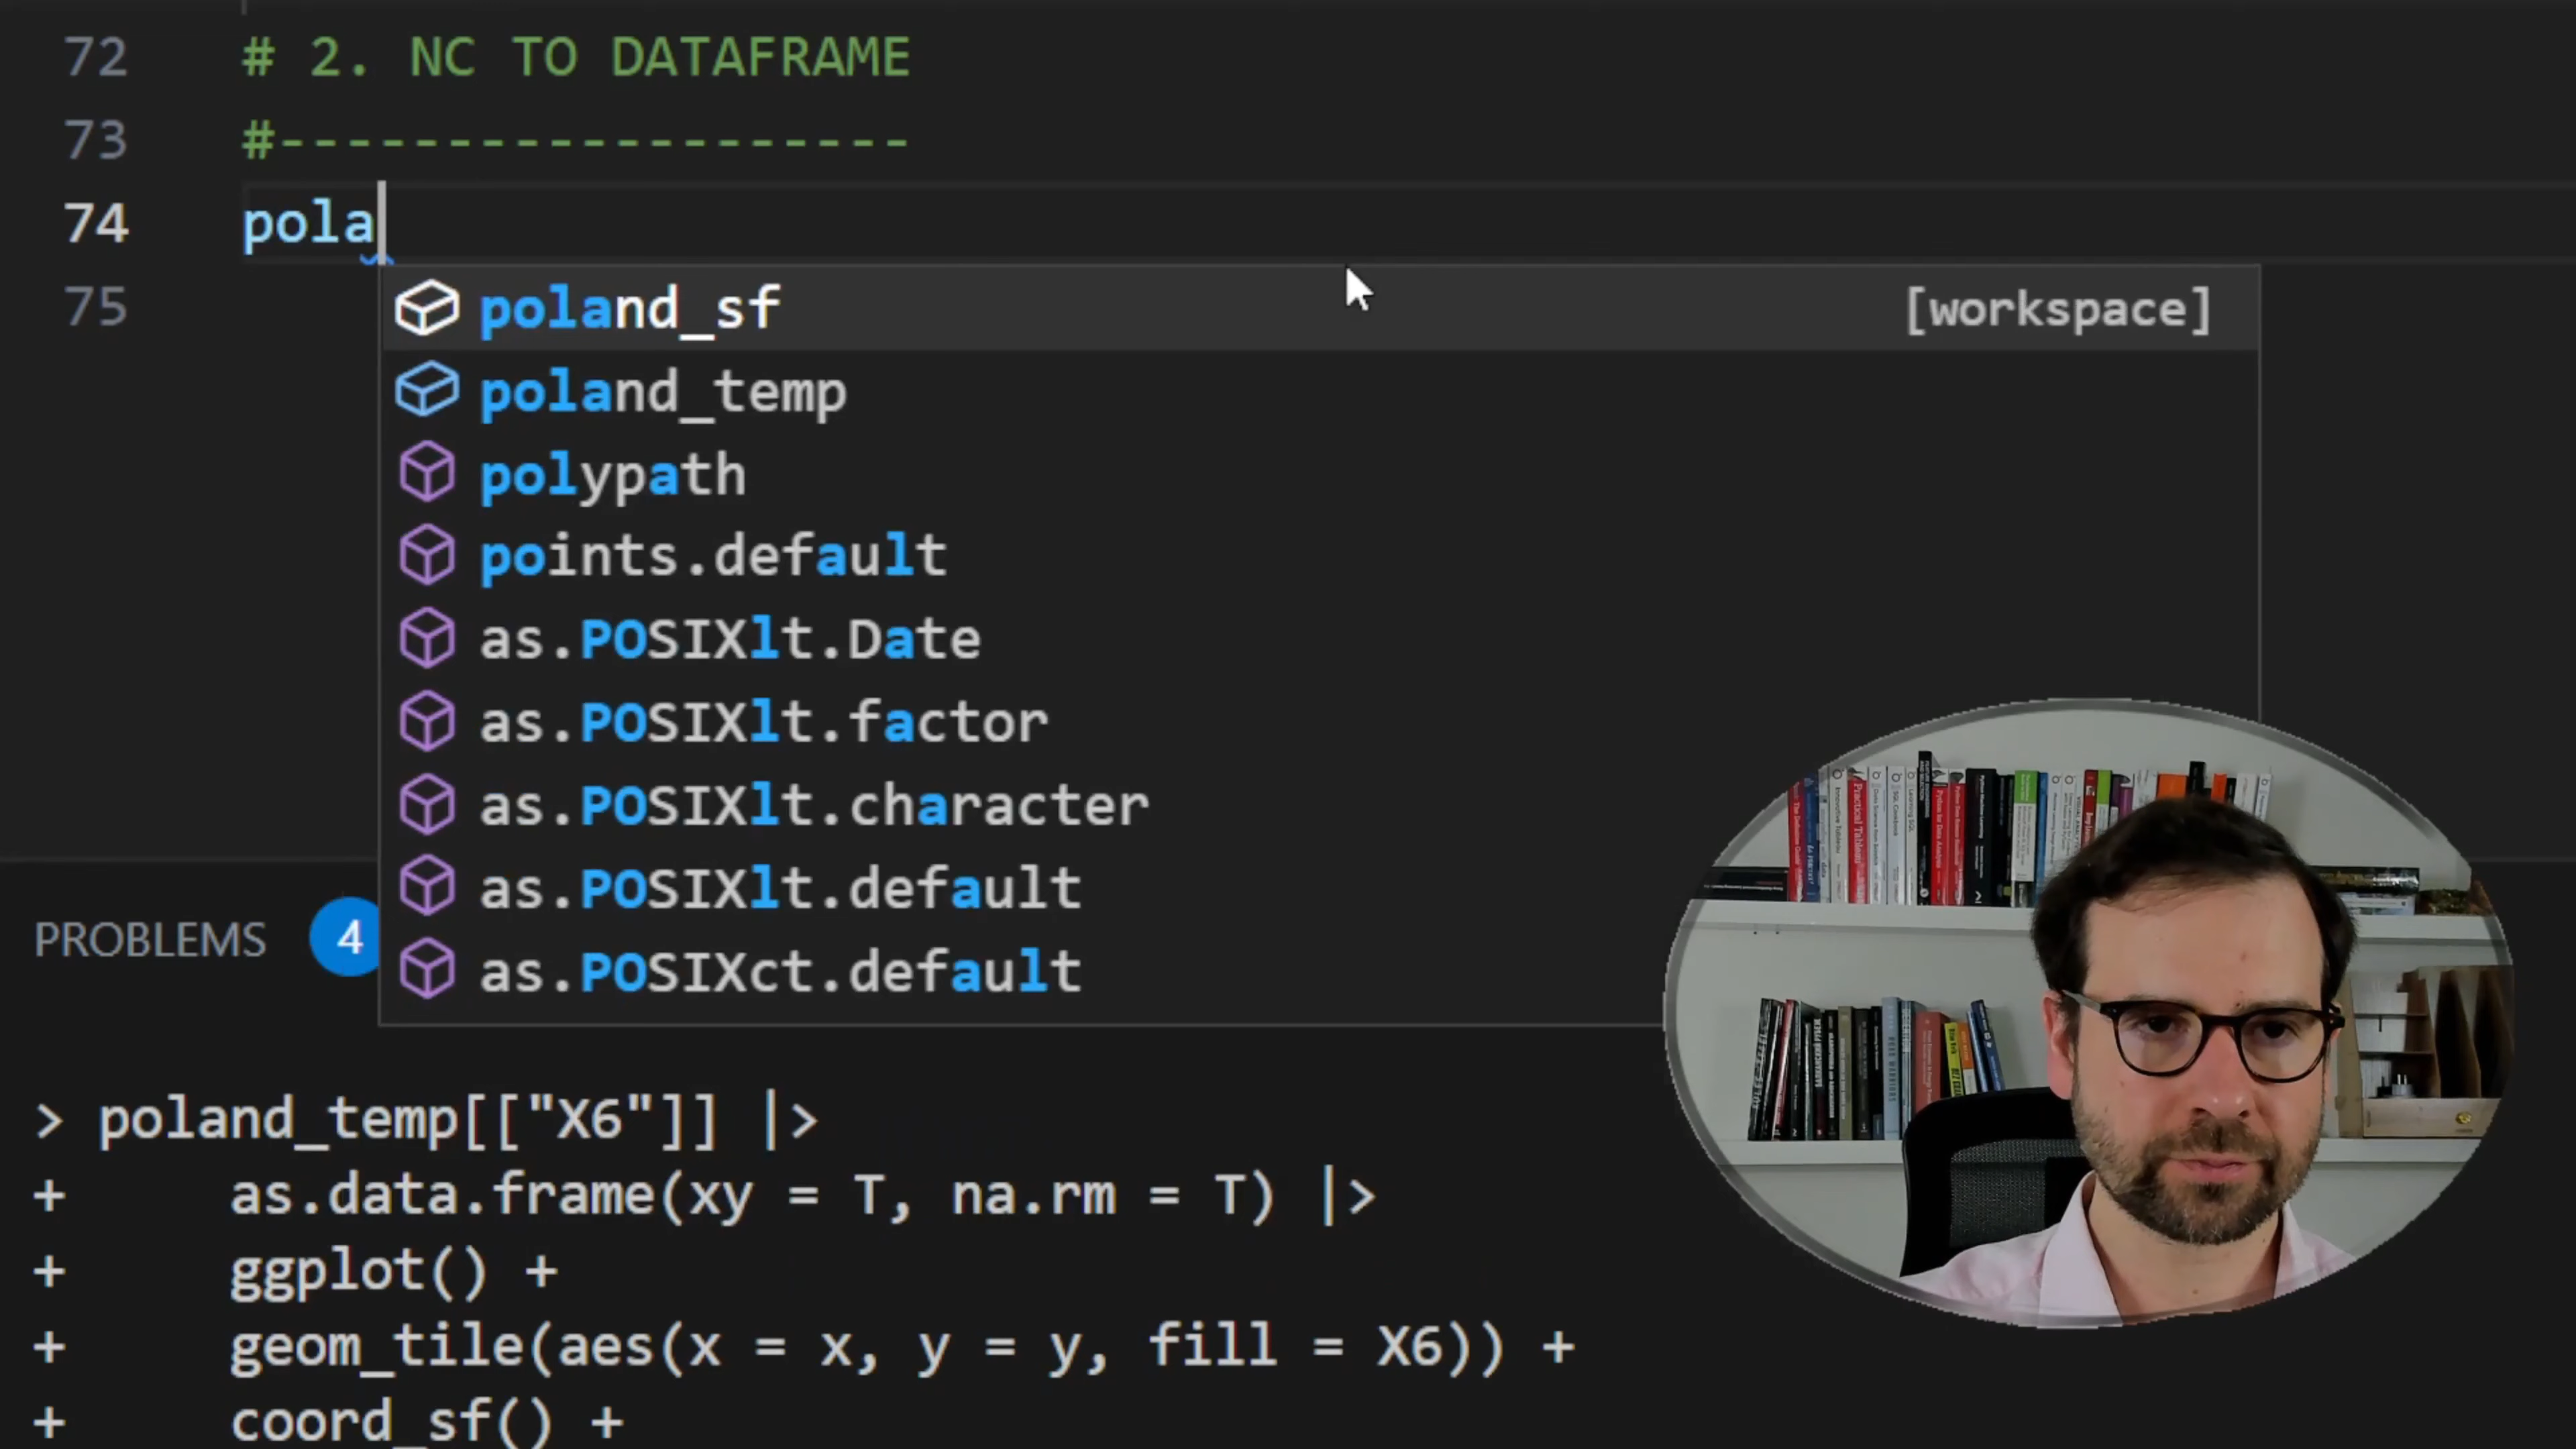 72 # 2. NC TO DATAFRAME
73 #-------------------
74 pola
75
poland_sf [workspace]
poland_temp
polypath
points.default
as.POSIXlt.Date
as.POSIXlt.factor
as.POSIXlt.character
as.POSIXlt.default
as.POSIXct.default
PROBLEMS 4
> poland_temp[["X6"]] |>
+ as.data.frame(xy = T, na.rm = T) |>
+ ggplot() +
+ geom_tile(aes(x = x, y = y, fill = X6)) +
+ coord_sf() +